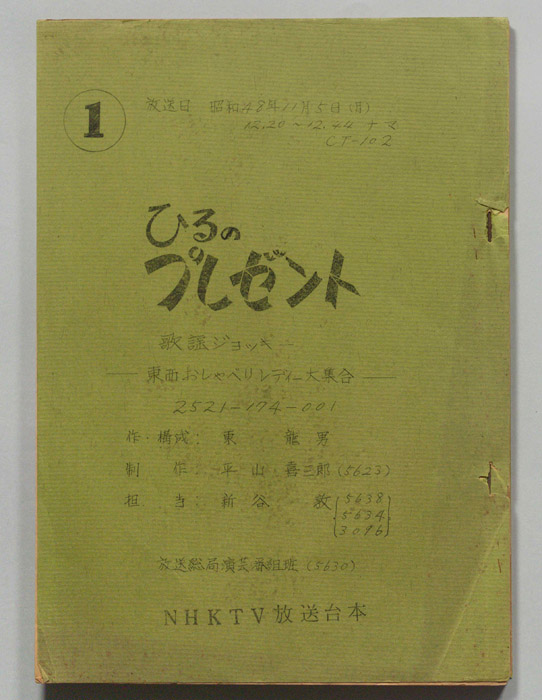 1
放送日 昭和48年11月5日(月)
12.20〜12.44
CT-102
ひるの
プレゼント
歌謡ジョッキー
― 東西おしゃべりレディー大集合 ―
2521-174-001
作・構成: 東 龍男
制作: 平山 喜三郎 (5623)
担当: 新谷 敦
5638
5634
3096
放送総局演芸番組班 (5630)
NHKTV放送台本